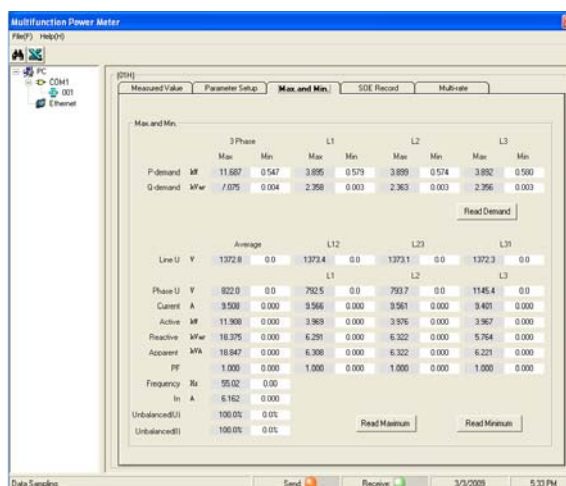 Multifunction Power Meter
File(F) Help(H)
PC
COM1
001
Ethernet
[01H]
Measured Value Parameter Setup Max.and Min. SOE Record Multi-rate
Max.and Min.
3 Phase L1 L2 L3
Max Min Max Min Max Min Max Min
P-demand kW 11.687 0.547 3.895 0.579 3.899 0.574 3.892 0.580
Q-demand kVar 7.075 0.004 2.358 0.003 2.363 0.003 2.356 0.003
Read Demand
Average L12 L23 L31
Line U V 1372.8 0.0 1373.4 0.0 1373.1 0.0 1372.3 0.0
L1 L2 L3
Phase U V 822.0 0.0 792.5 0.0 793.7 0.0 1145.4 0.0
Current A 9.508 0.000 9.566 0.000 9.561 0.000 9.401 0.000
Active kW 11.908 0.000 3.969 0.000 3.976 0.000 3.967 0.000
Reactive kVar 18.375 0.000 6.291 0.000 6.322 0.000 5.764 0.000
Apparent kVA 18.847 0.000 6.308 0.000 6.322 0.000 6.221 0.000
PF 1.000 0.000 1.000 0.000 1.000 0.000 1.000 0.000
Frequency Hz 55.02 0.00
In A 6.162 0.000
Unbalanced(U) 100.0% 0.0%
Unbalanced(I) 100.0% 0.0%
Read Maximum Read Minimum
Data Sampling Send: Receive: 3/3/2009 5:33 PM